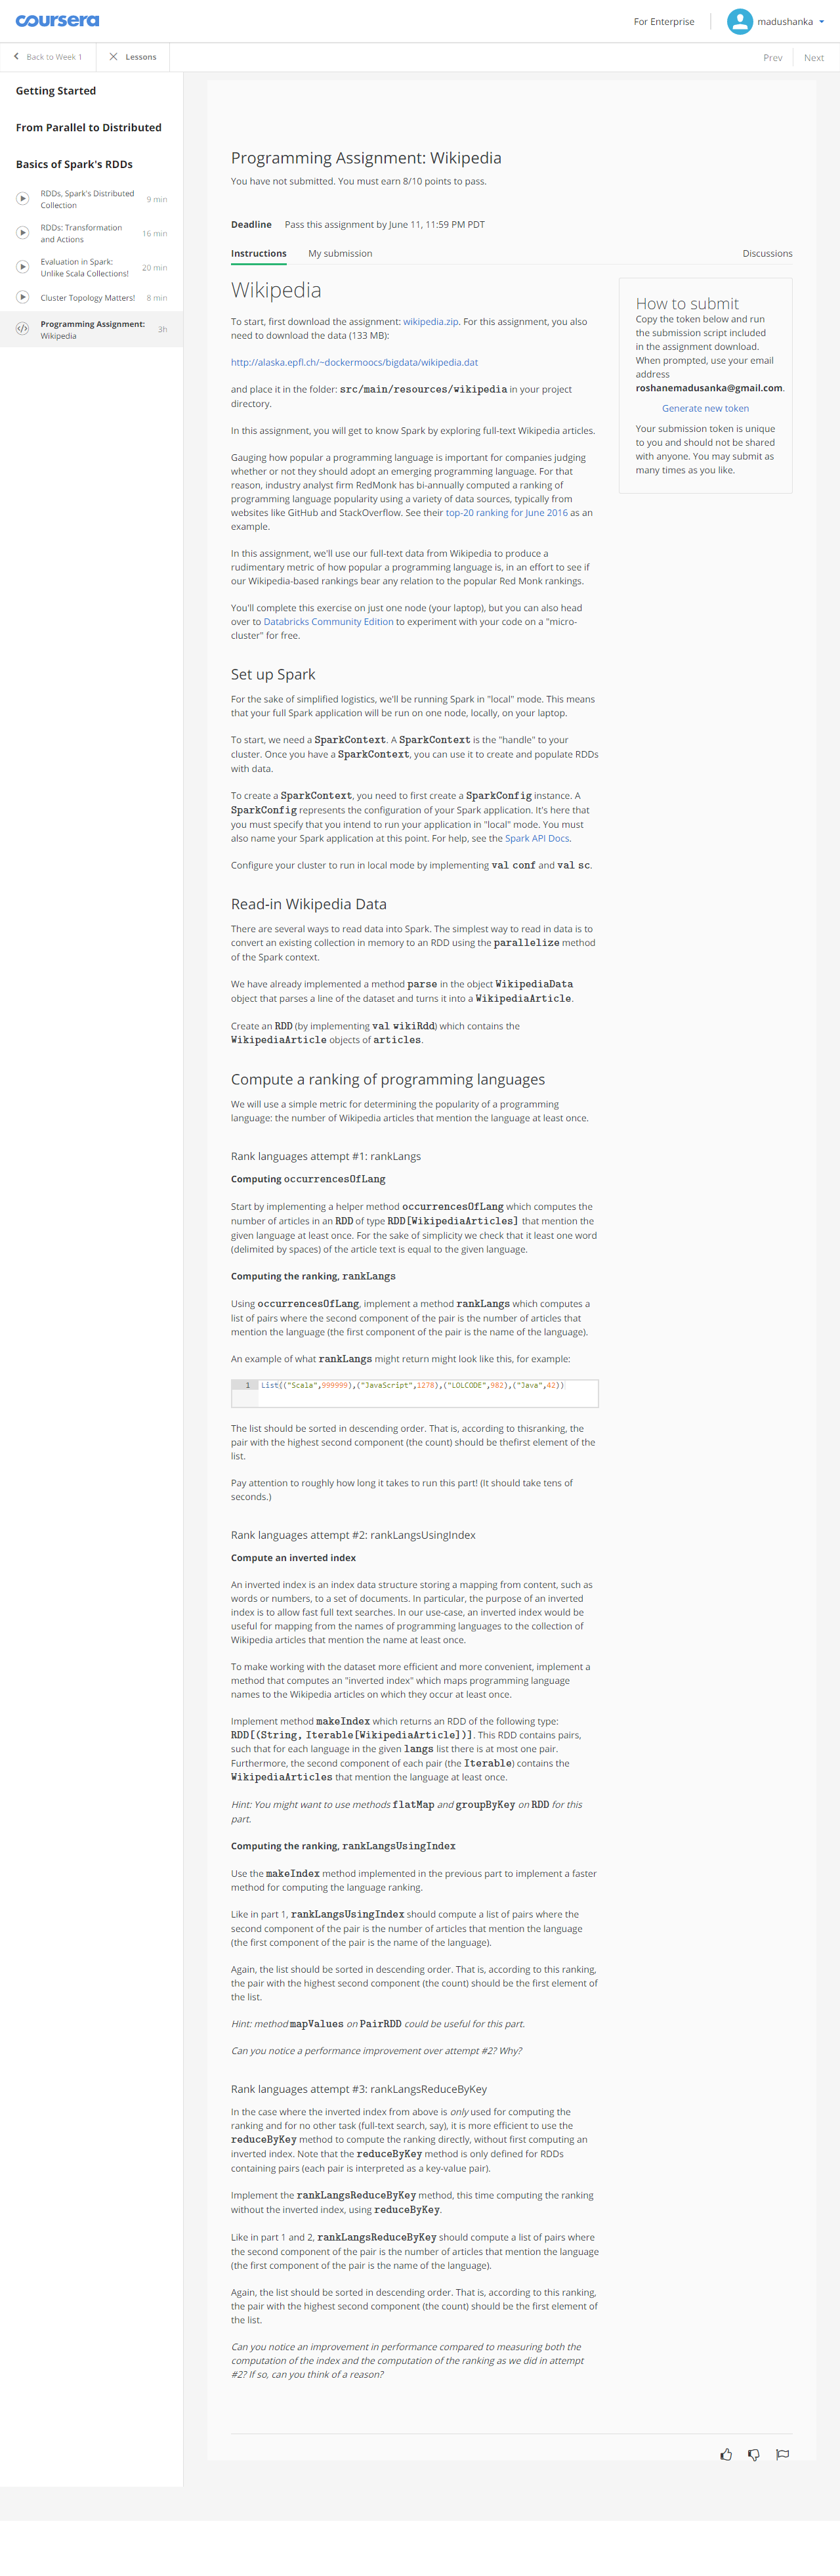 coursera
For Enterprise
madushanka
Back to Week 1
Lessons
Prev
Next
Getting Started
From Parallel to Distributed
Basics of Spark's RDDs
RDDs, Spark's Distributed
Collection
9 min
RDDs: Transformation
and Actions
16 min
Evaluation in Spark:
Unlike Scala Collections!
20 min
Cluster Topology Matters!
8 min
Programming Assignment:
Wikipedia
3h
Programming Assignment: Wikipedia
You have not submitted. You must earn 8/10 points to pass.
Deadline Pass this assignment by June 11, 11:59 PM PDT
Instructions
My submission
Discussions
Wikipedia
To start, first download the assignment: wikipedia.zip. For this assignment, you also
need to download the data (133 MB):
http://alaska.epfl.ch/~dockermoocs/bigdata/wikipedia.dat
and place it in the folder: src/main/resources/wikipedia in your project
directory.
In this assignment, you will get to know Spark by exploring full-text Wikipedia articles.
Gauging how popular a programming language is important for companies judging
whether or not they should adopt an emerging programming language. For that
reason, industry analyst firm RedMonk has bi-annually computed a ranking of
programming language popularity using a variety of data sources, typically from
websites like GitHub and StackOverflow. See their top-20 ranking for June 2016 as an
example.
In this assignment, we'll use our full-text data from Wikipedia to produce a
rudimentary metric of how popular a programming language is, in an effort to see if
our Wikipedia-based rankings bear any relation to the popular Red Monk rankings.
You'll complete this exercise on just one node (your laptop), but you can also head
over to Databricks Community Edition to experiment with your code on a "micro-
cluster" for free.
How to submit
Copy the token below and run
the submission script included
in the assignment download.
When prompted, use your email
address
roshanemadusanka@gmail.com.
Generate new token
Your submission token is unique
to you and should not be shared
with anyone. You may submit as
many times as you like.
Set up Spark
For the sake of simplified logistics, we'll be running Spark in "local" mode. This means
that your full Spark application will be run on one node, locally, on your laptop.
To start, we need a SparkContext. A SparkContext is the "handle" to your
cluster. Once you have a SparkContext, you can use it to create and populate RDDs
with data.
To create a SparkContext, you need to first create a SparkConfig instance. A
SparkConfig represents the configuration of your Spark application. It's here that
you must specify that you intend to run your application in "local" mode. You must
also name your Spark application at this point. For help, see the Spark API Docs.
Configure your cluster to run in local mode by implementing val conf and val sc.
Read-in Wikipedia Data
There are several ways to read data into Spark. The simplest way to read in data is to
convert an existing collection in memory to an RDD using the parallelize method
of the Spark context.
We have already implemented a method parse in the object WikipediaData
object that parses a line of the dataset and turns it into a WikipediaArticle.
Create an RDD (by implementing val wikiRdd) which contains the
WikipediaArticle objects of articles.
Compute a ranking of programming languages
We will use a simple metric for determining the popularity of a programming
language: the number of Wikipedia articles that mention the language at least once.
Rank languages attempt #1: rankLangs
Computing occurrencesOfLang
Start by implementing a helper method occurrencesOfLang which computes the
number of articles in an RDD of type RDD[WikipediaArticles] that mention the
given language at least once. For the sake of simplicity we check that it least one word
(delimited by spaces) of the article text is equal to the given language.
Computing the ranking, rankLangs
Using occurrencesOfLang, implement a method rankLangs which computes a
list of pairs where the second component of the pair is the number of articles that
mention the language (the first component of the pair is the name of the language).
An example of what rankLangs might return might look like this, for example:
1 List(("Scala",999999),("JavaScript",1278),("LOLCODE",982),("Java",42))
The list should be sorted in descending order. That is, according to thisranking, the
pair with the highest second component (the count) should be thefirst element of the
list.
Pay attention to roughly how long it takes to run this part! (It should take tens of
seconds.)
Rank languages attempt #2: rankLangsUsingIndex
Compute an inverted index
An inverted index is an index data structure storing a mapping from content, such as
words or numbers, to a set of documents. In particular, the purpose of an inverted
index is to allow fast full text searches. In our use-case, an inverted index would be
useful for mapping from the names of programming languages to the collection of
Wikipedia articles that mention the name at least once.
To make working with the dataset more efficient and more convenient, implement a
method that computes an "inverted index" which maps programming language
names to the Wikipedia articles on which they occur at least once.
Implement method makeIndex which returns an RDD of the following type:
RDD[(String, Iterable[WikipediaArticle])]. This RDD contains pairs,
such that for each language in the given langs list there is at most one pair.
Furthermore, the second component of each pair (the Iterable) contains the
WikipediaArticles that mention the language at least once.
Hint: You might want to use methods flatMap and groupByKey on RDD for this
part.
Computing the ranking, rankLangsUsingIndex
Use the makeIndex method implemented in the previous part to implement a faster
method for computing the language ranking.
Like in part 1, rankLangsUsingIndex should compute a list of pairs where the
second component of the pair is the number of articles that mention the language
(the first component of the pair is the name of the language).
Again, the list should be sorted in descending order. That is, according to this ranking,
the pair with the highest second component (the count) should be the first element of
the list.
Hint: method mapValues on PairRDD could be useful for this part.
Can you notice a performance improvement over attempt #2? Why?
Rank languages attempt #3: rankLangsReduceByKey
In the case where the inverted index from above is only used for computing the
ranking and for no other task (full-text search, say), it is more efficient to use the
reduceByKey method to compute the ranking directly, without first computing an
inverted index. Note that the reduceByKey method is only defined for RDDs
containing pairs (each pair is interpreted as a key-value pair).
Implement the rankLangsReduceByKey method, this time computing the ranking
without the inverted index, using reduceByKey.
Like in part 1 and 2, rankLangsReduceByKey should compute a list of pairs where
the second component of the pair is the number of articles that mention the language
(the first component of the pair is the name of the language).
Again, the list should be sorted in descending order. That is, according to this ranking,
the pair with the highest second component (the count) should be the first element of
the list.
Can you notice an improvement in performance compared to measuring both the
computation of the index and the computation of the ranking as we did in attempt
#2? If so, can you think of a reason?